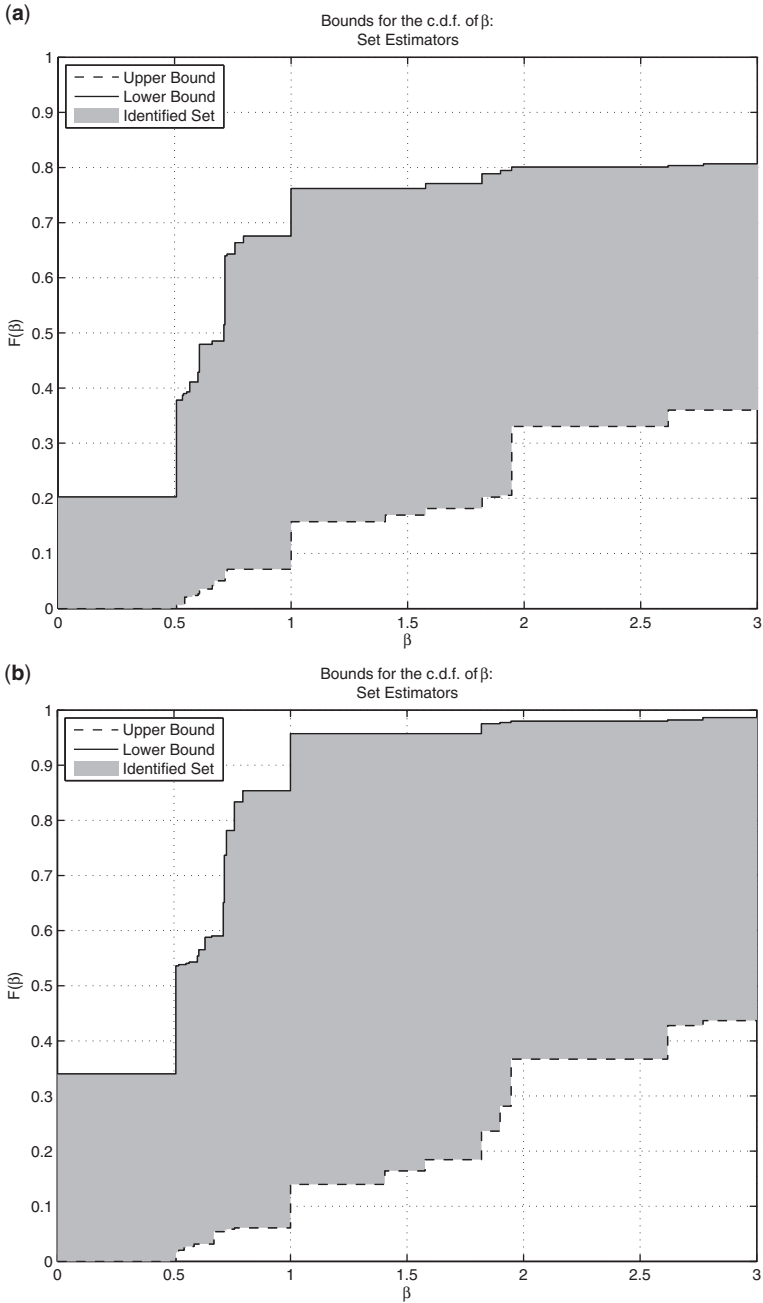 (a)
Bounds for the c.d.f. of β:
Set Estimators
Upper Bound
Lower Bound
Identified Set
1
0.9
0.8
0.7
0.6
0.5
0.4
0.3
0.2
0.1
0
F(β)
0 0.5 1 1.5 2 2.5 3
β
(b)
Bounds for the c.d.f. of β:
Set Estimators
Upper Bound
Lower Bound
Identified Set
1
0.9
0.8
0.7
0.6
0.5
0.4
0.3
0.2
0.1
0
F(β)
0 0.5 1 1.5 2 2.5 3
β